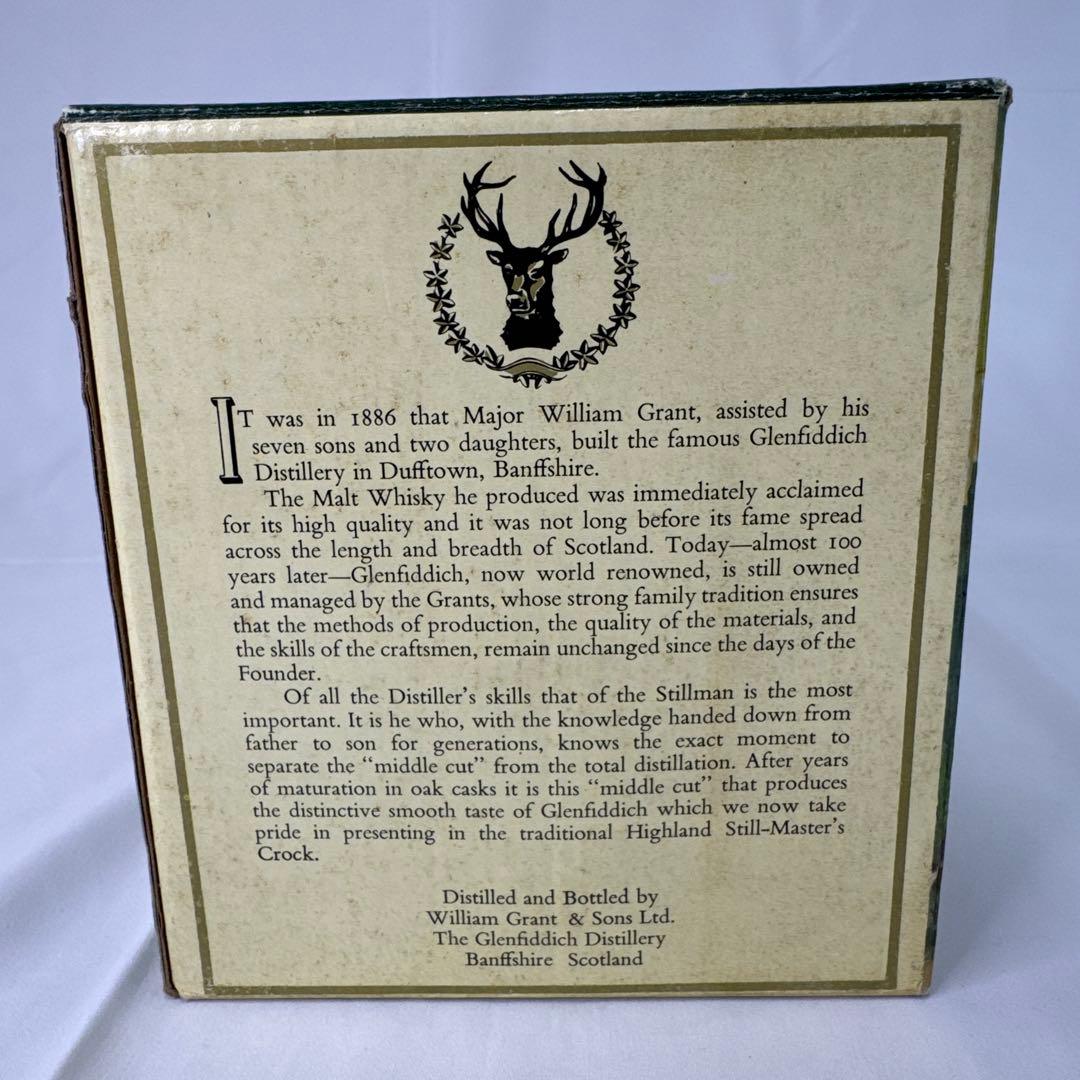 IT was in 1886 that Major William Grant, assisted by his
seven sons and two daughters, built the famous Glenfiddich
Distillery in Dufftown, Banffshire.
The Malt Whisky he produced was immediately acclaimed
for its high quality and it was not long before its fame spread
across the length and breadth of Scotland. Today—almost 100
years later—Glenfiddich, now world renowned, is still owned
and managed by the Grants, whose strong family tradition ensures
that the methods of production, the quality of the materials, and
the skills of the craftsmen, remain unchanged since the days of the
Founder.
Of all the Distiller's skills that of the Stillman is the most
important. It is he who, with the knowledge handed down from
father to son for generations, knows the exact moment to
separate the “middle cut” from the total distillation. After years
of maturation in oak casks it is this “middle cut” that produces
the distinctive smooth taste of Glenfiddich which we now take
pride in presenting in the traditional Highland Still-Master's
Crock.
Distilled and Bottled by
William Grant & Sons Ltd.
The Glenfiddich Distillery
Banffshire Scotland